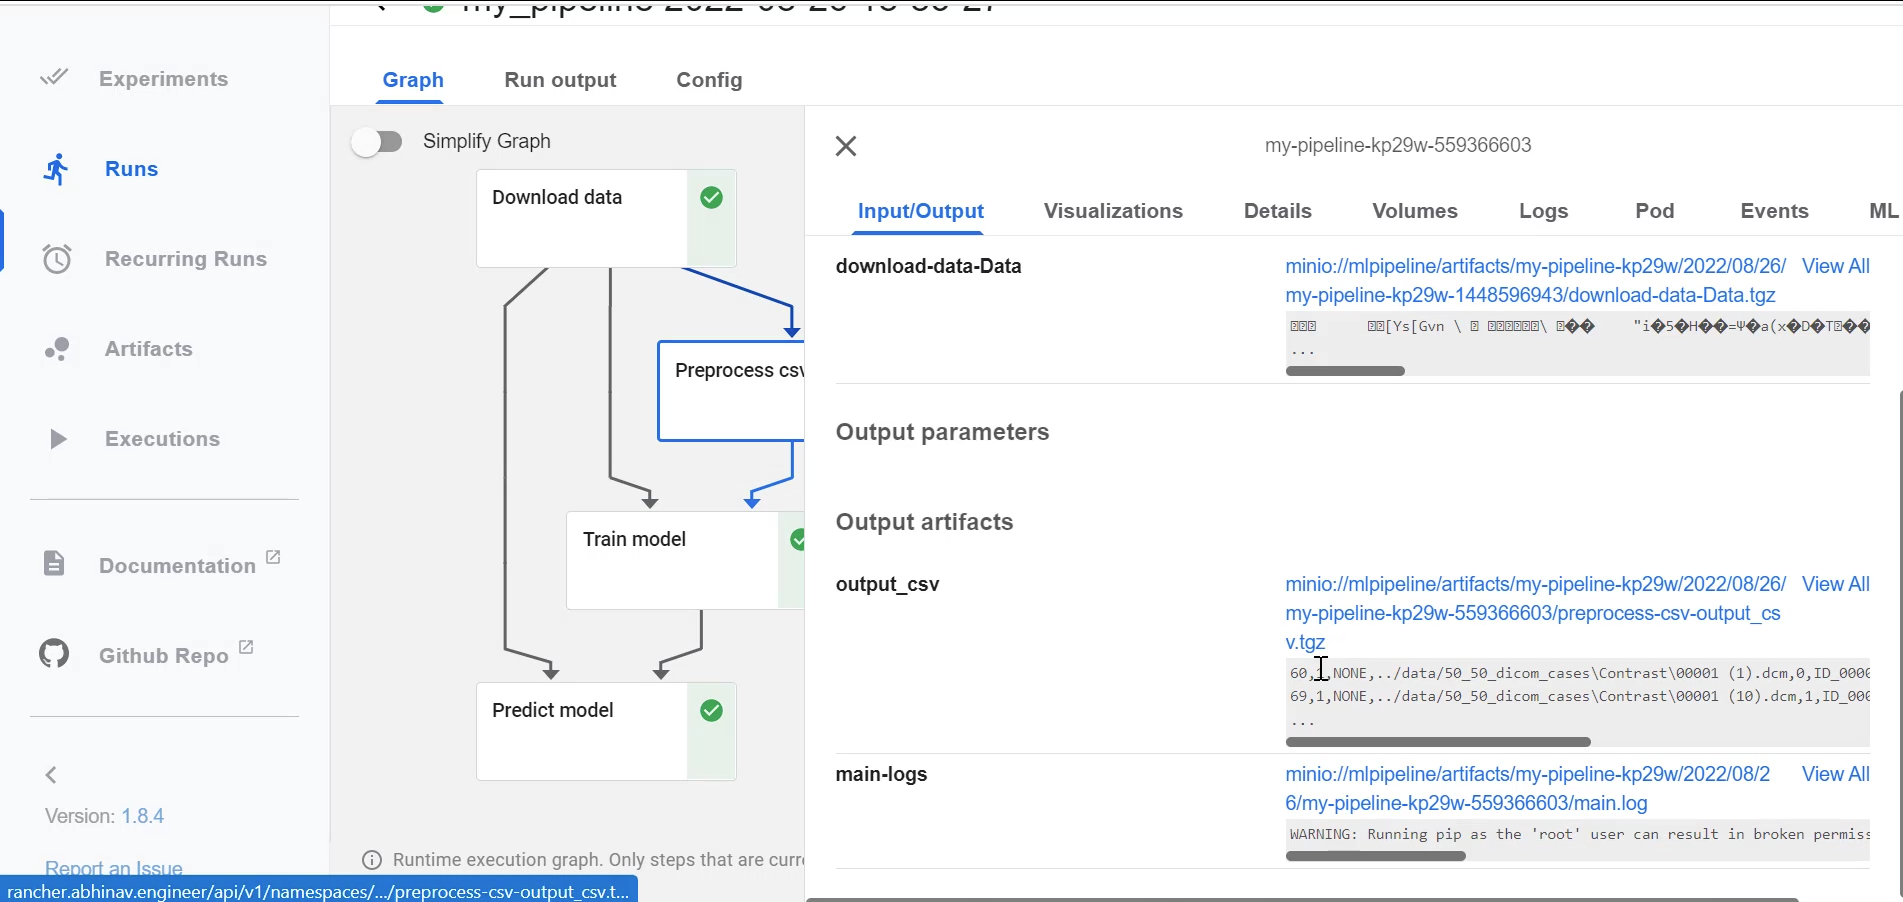 Experiments
Runs
Recurring Runs
Artifacts
Executions
Documentation
Github Repo
Version: 1.8.4
Report an Issue
rancher.abhinav.engineer/api/v1/namespaces/.../preprocess-csv-output_csv.t...
Graph
Run output
Config
Simplify Graph
Download data
Preprocess csv
Train model
Predict model
Runtime execution graph. Only steps that are curr
my-pipeline-kp29w-559366603
Input/Output
Visualizations
Details
Volumes
Logs
Pod
Events
ML
download-data-Data
minio://mlpipeline/artifacts/my-pipeline-kp29w/2022/08/26/ View All
my-pipeline-kp29w-1448596943/download-data-Data.tgz
...
Output parameters
Output artifacts
output_csv
minio://mlpipeline/artifacts/my-pipeline-kp29w/2022/08/26/ View All
my-pipeline-kp29w-559366603/preprocess-csv-output_cs
v.tgz
60,1,NONE,../data/50_50_dicom_cases\Contrast\00001 (1).dcm,0,ID_000
69,1,NONE,../data/50_50_dicom_cases\Contrast\00001 (10).dcm,1,ID_000
...
main-logs
minio://mlpipeline/artifacts/my-pipeline-kp29w/2022/08/2 View All
6/my-pipeline-kp29w-559366603/main.log
WARNING: Running pip as the 'root' user can result in broken permiss